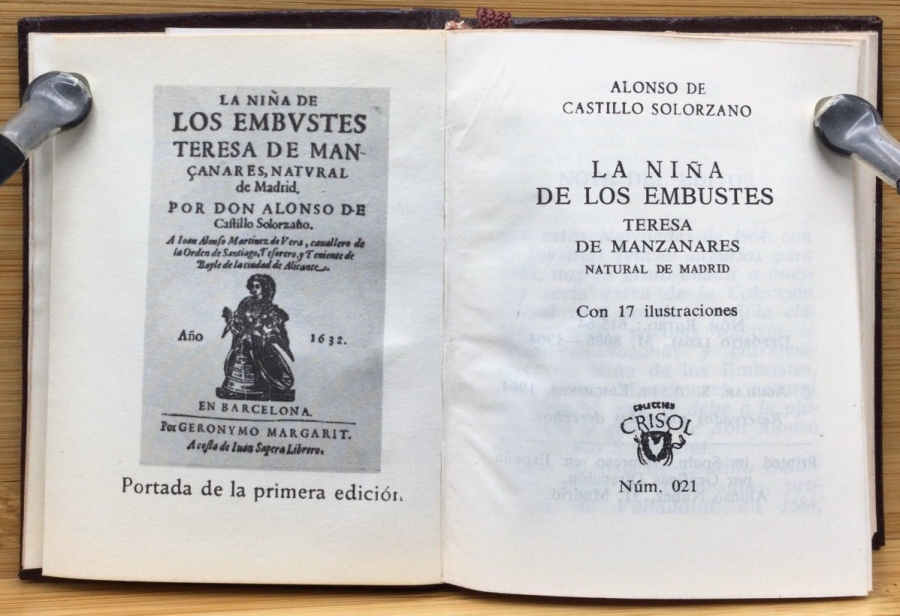 LA NIÑA DE
LOS EMBVSTES
TERESA DE MAN-
ÇANARES, NATVRAL
de Madrid.
POR DON ALONSO DE
Castillo Solorzaño.
A Ioan Alonso Martinez de Vera, cauallero de
la Orden de Santiago, Tesorero, y Teniente de
Bayle de la ciudad de Alicante.
Año 1632.
EN BARCELONA.
Por GERONYMO MARGARIT.
A costa de Iuan Sapera Librero.
Portada de la primera edición.
ALONSO DE
CASTILLO SOLORZANO
LA NIÑA
DE LOS EMBUSTES
TERESA
DE MANZANARES
NATURAL DE MADRID
Con 17 ilustraciones
COLECCION
CRISOL
Núm. 021